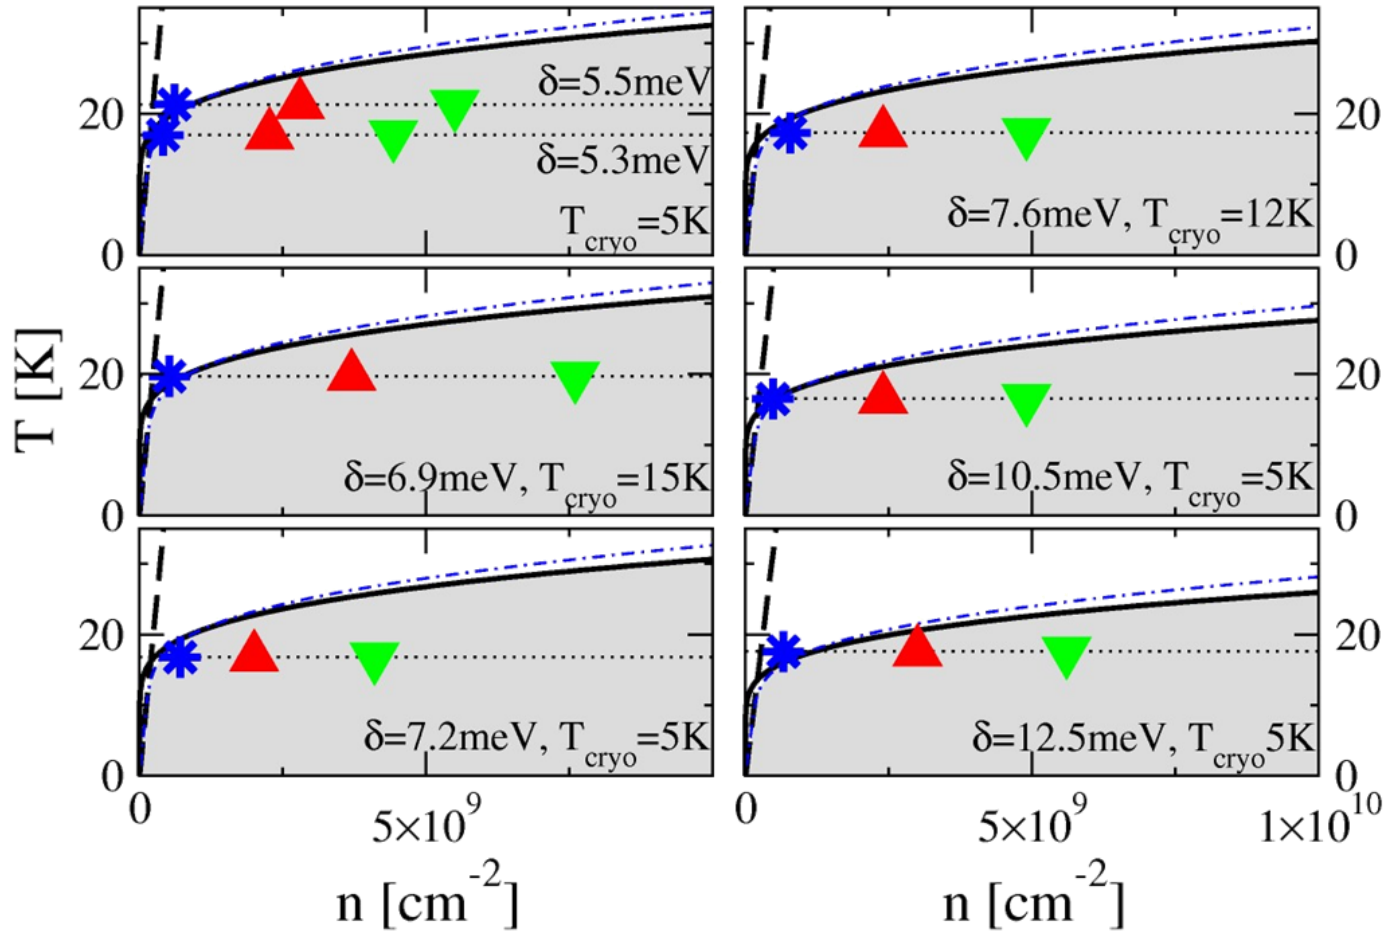 δ=5.5meV
20
δ=5.3meV
T_cryo=5K
0
20
δ=7.6meV, T_cryo=12K
0
T [K]
20
δ=6.9meV, T_cryo=15K
0
20
δ=10.5meV, T_cryo=5K
0
20
δ=7.2meV, T_cryo=5K
0
20
δ=12.5meV, T_cryo5K
0
0
5×10^9
0
5×10^9
1×10^10
n [cm^-2]
n [cm^-2]